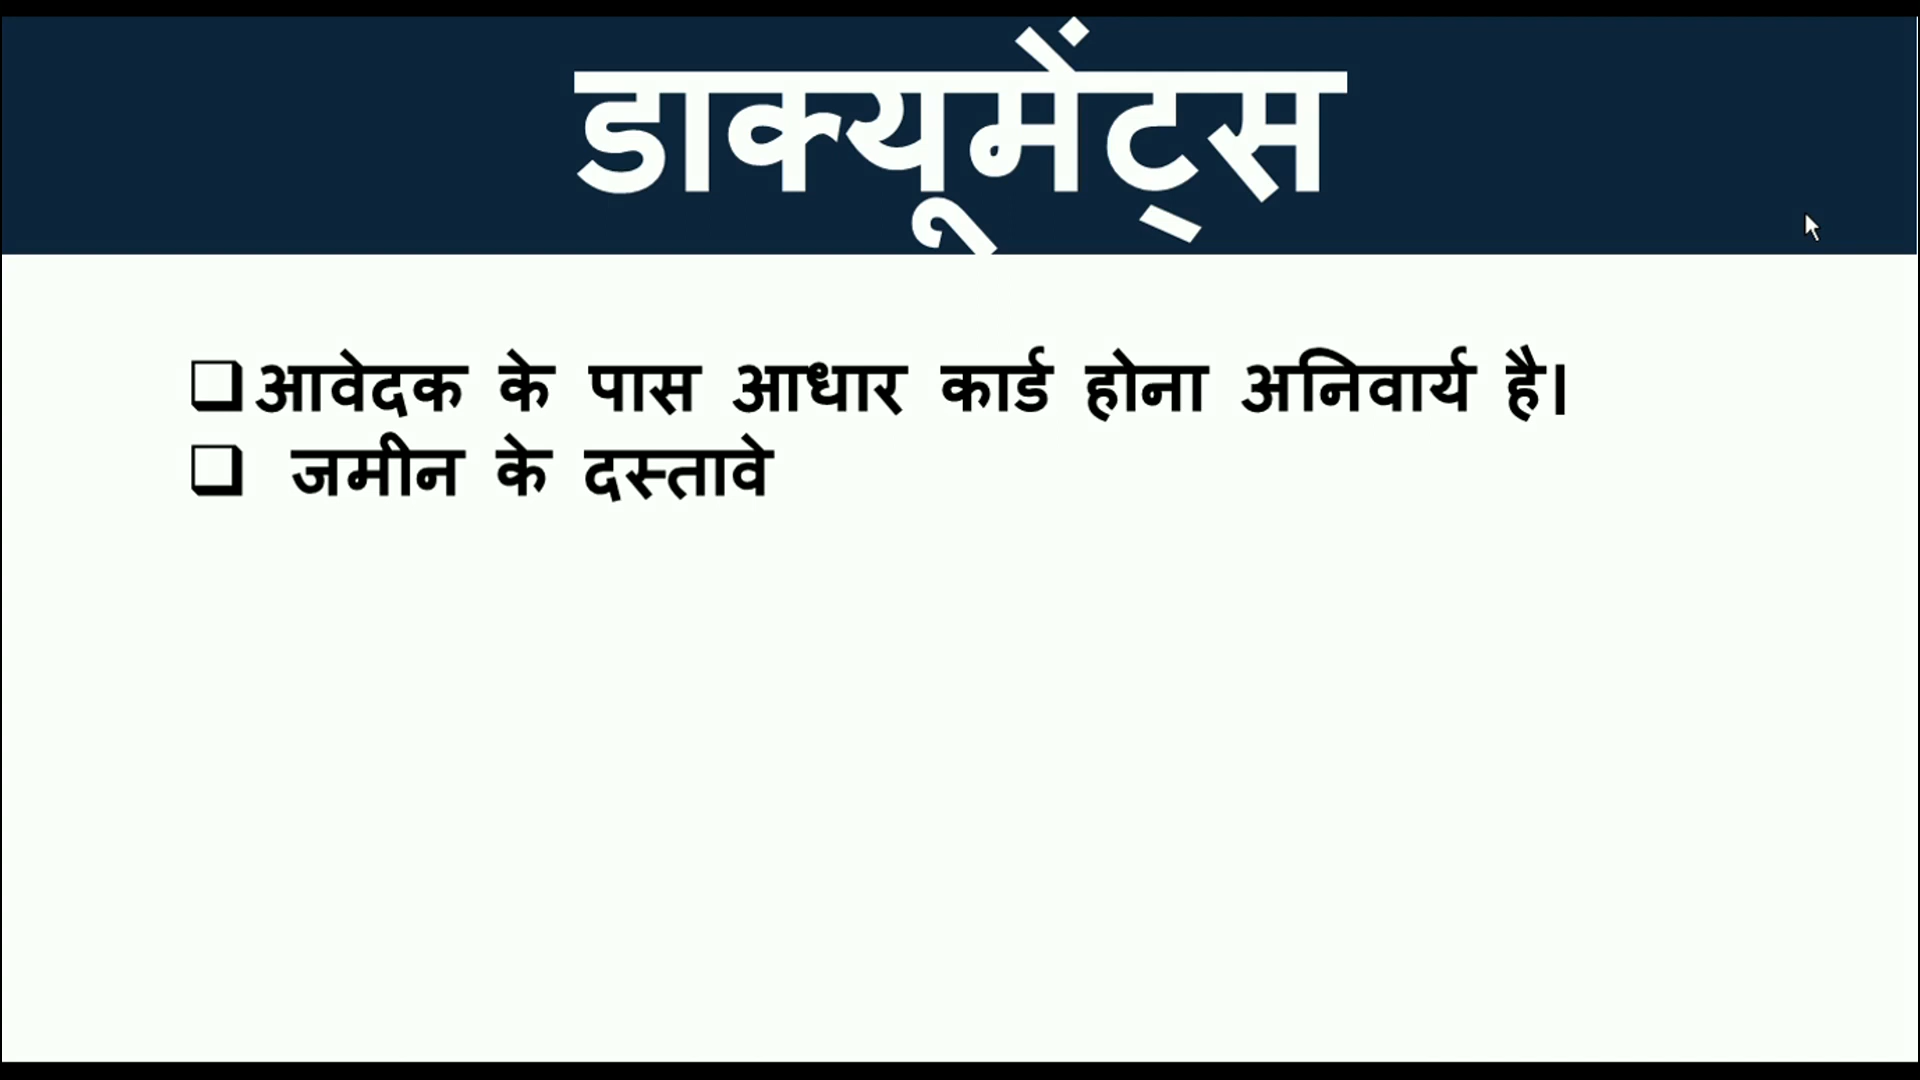 डाक्यूमेंट्स
आवेदक के पास आधार कार्ड होना अनिवार्य है।
जमीन के दस्तावे